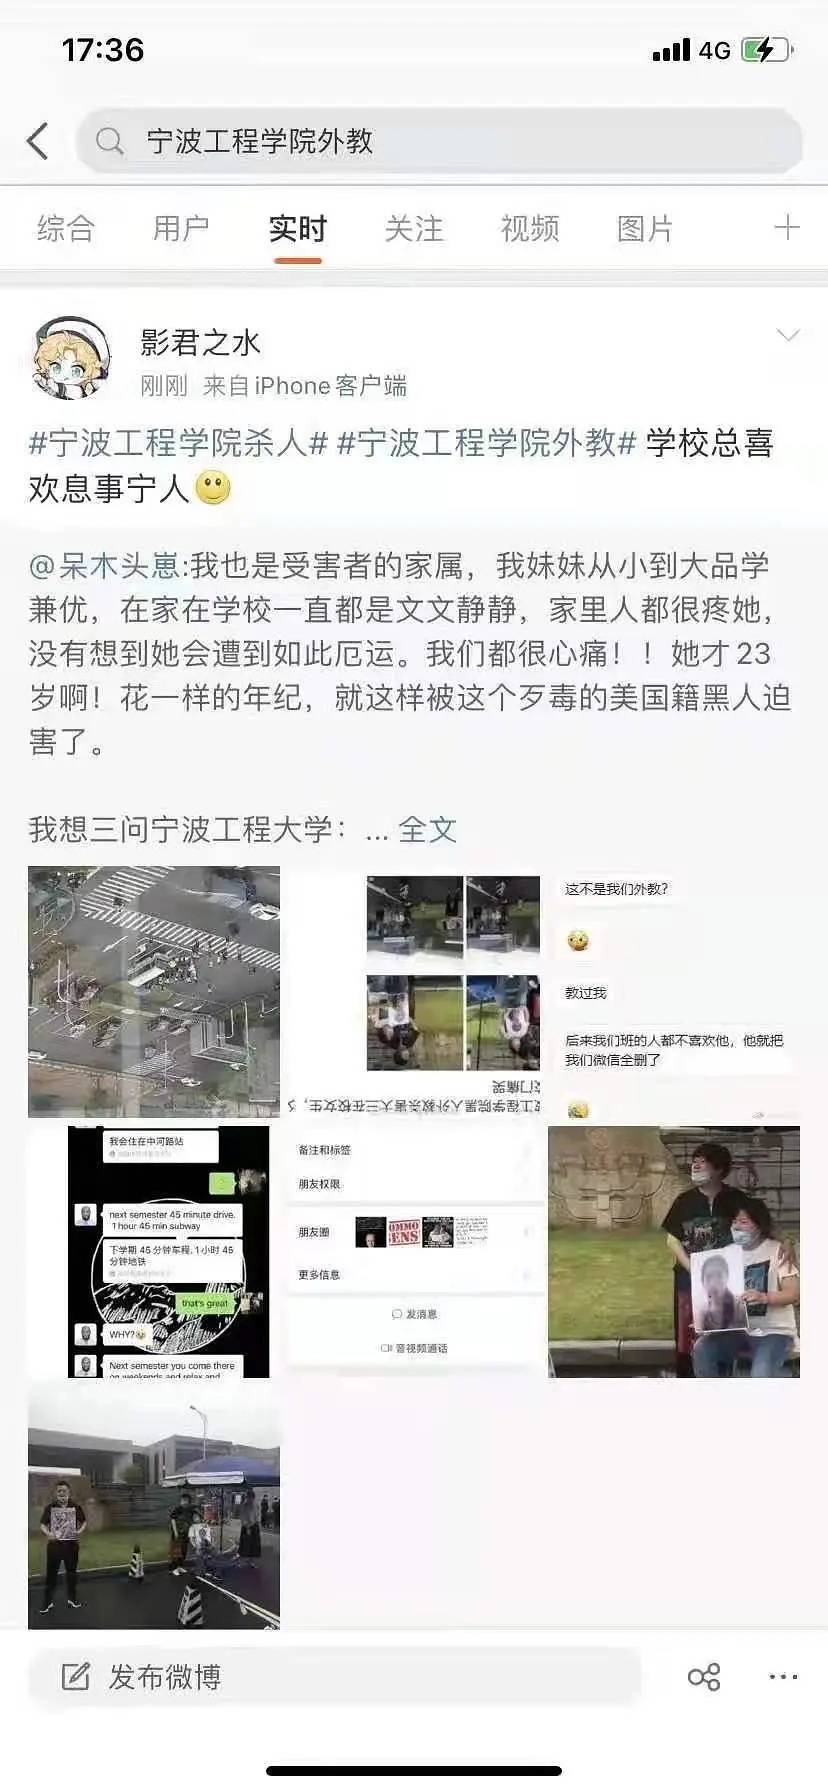 17:36
4G
宁波工程学院外教
综合 用户 实时 关注 视频 图片
影君之水
刚刚 来自 iPhone客户端
#宁波工程学院杀人# #宁波工程学院外教# 学校总喜
欢息事宁人
@呆木头崽:我也是受害者的家属，我妹妹从小到大品学
兼优，在家在学校一直都是文文静静，家里人都很疼她，
没有想到她会遭到如此厄运。我们都很心痛！！她才23
岁啊！花一样的年纪，就这样被这个歹毒的美国籍黑人迫
害了。
我想三问宁波工程大学：... 全文
这不是我们外教?
教过我
后来我们班的人都不喜欢他，他就把
我们微信全删了
我会住在中河路站
next semester 45 minute drive.
1 hour 45 min subway
下学期 45 分钟车程, 1 小时 45
分钟地铁
that's great
WHY?
Next semester you come there
on weekends and relax and
备注和标签
朋友权限
朋友圈
更多信息
发消息
音视频通话
发布微博